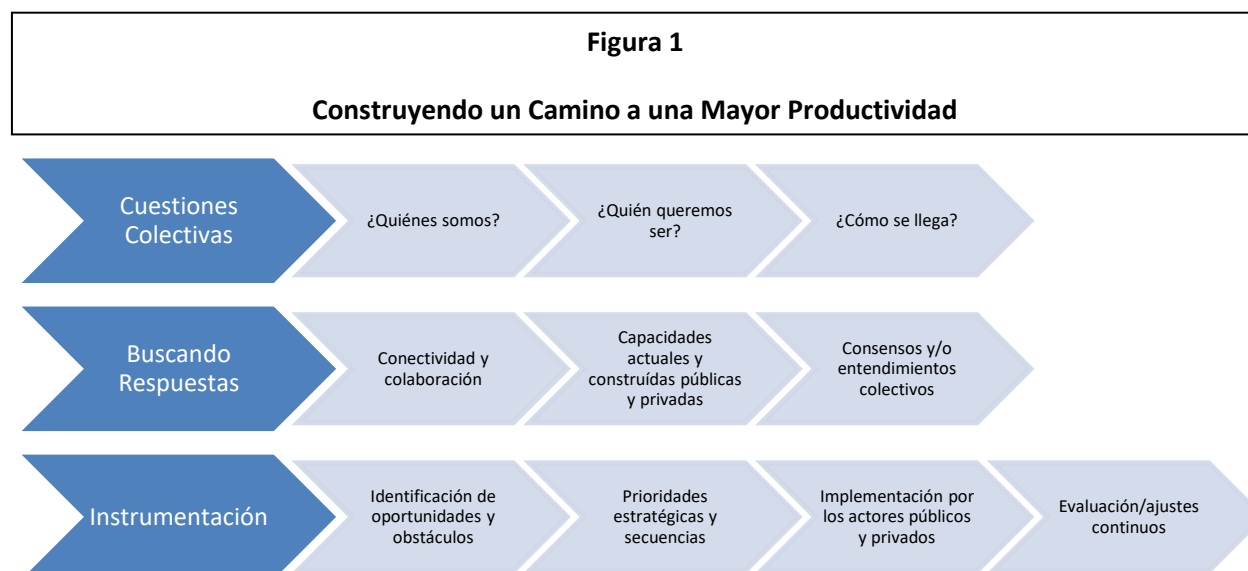 Figura 1
Construyendo un Camino a una Mayor Productividad
Cuestiones
Colectivas
¿Quiénes somos?
¿Quién queremos
ser?
¿Cómo se llega?
Buscando
Respuestas
Conectividad y
colaboración
Capacidades
actuales y
construídas públicas
y privadas
Consensos y/o
entendimientos
colectivos
Instrumentación
Identificación de
oportunidades y
obstáculos
Prioridades
estratégicas y
secuencias
Implementación por
los actores públicos
y privados
Evaluación/ajustes
continuos